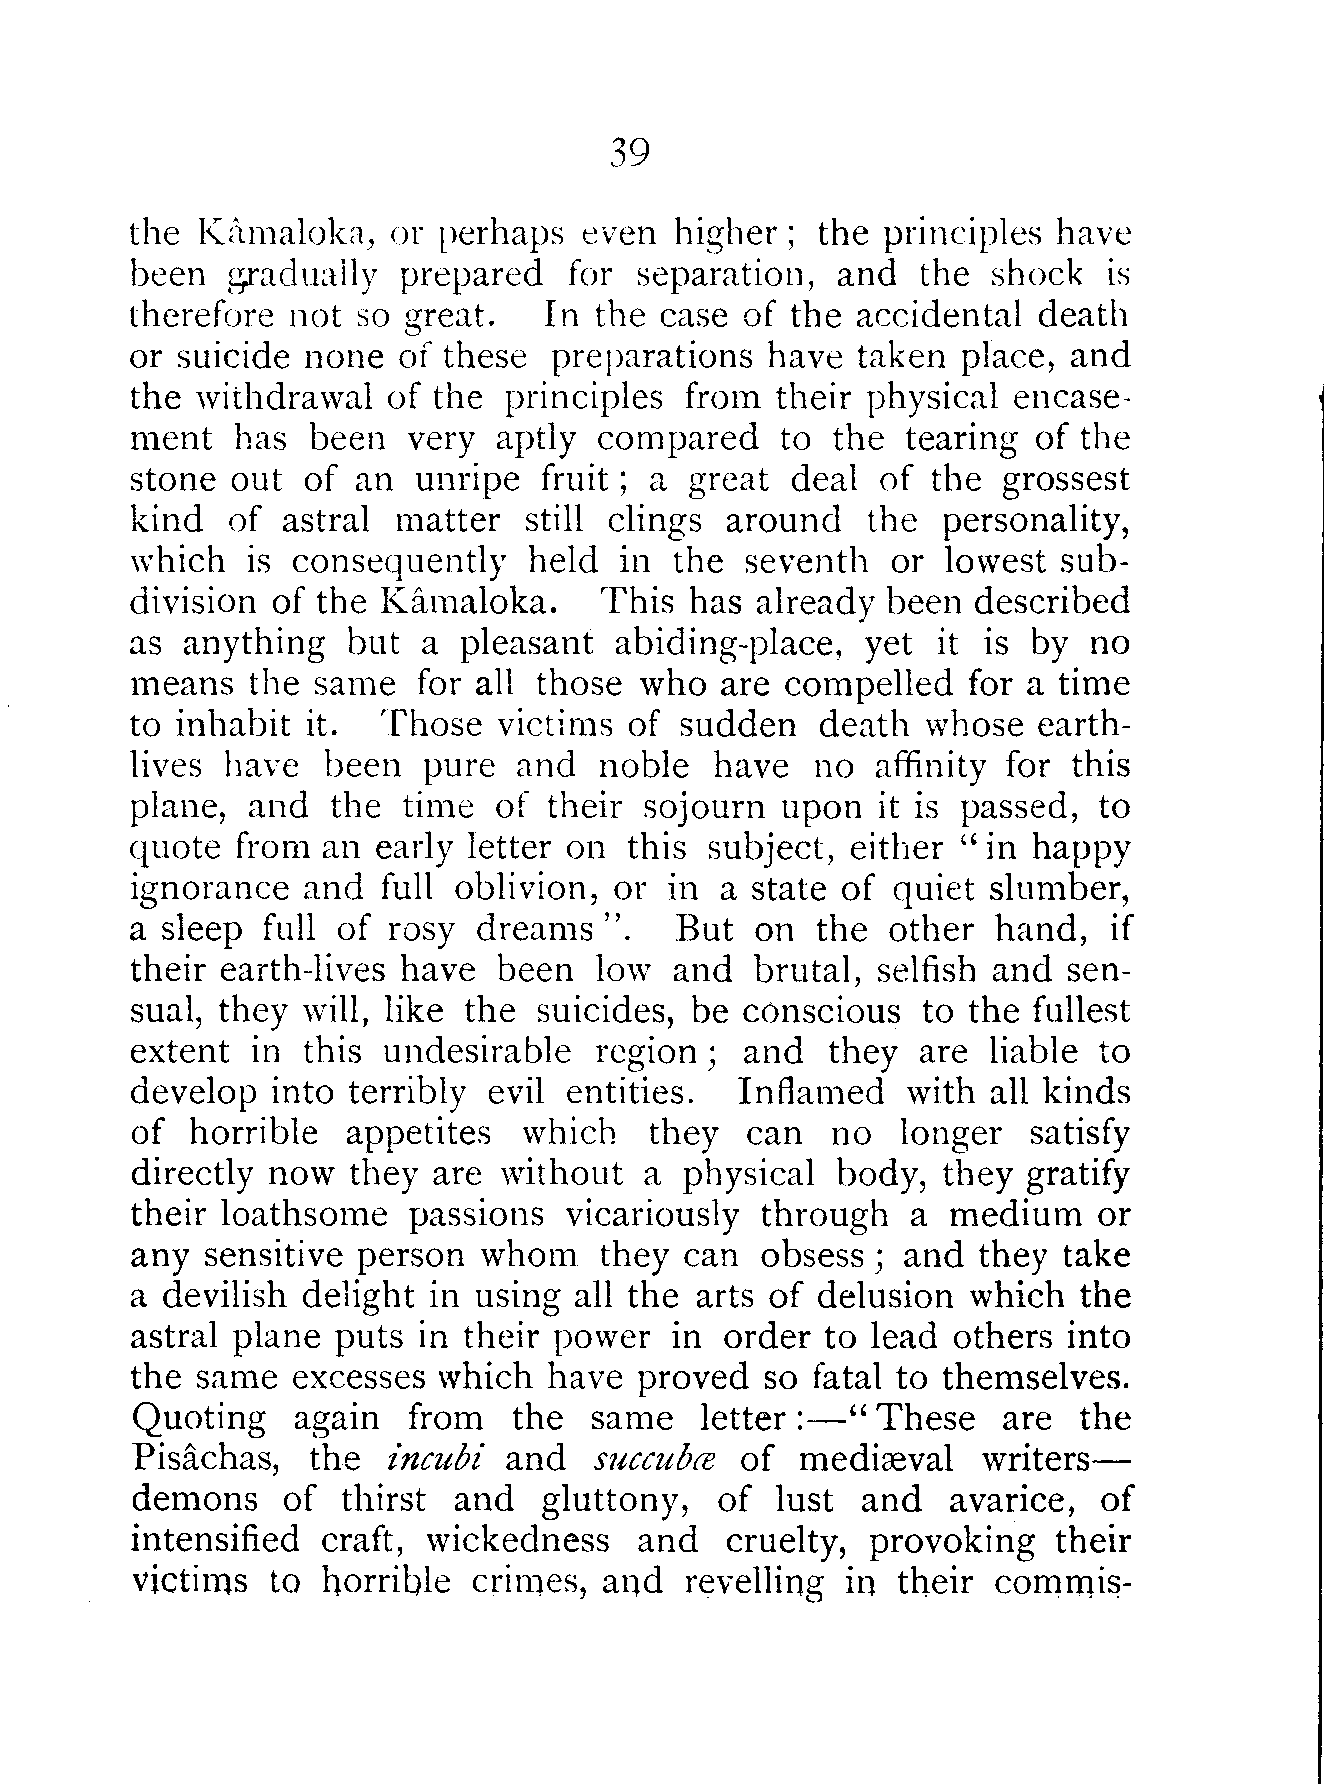 39
the Kâmaloka, or perhaps even higher ; the principles have
been gradually prepared for separation, and the shock is
therefore not so great. In the case of the accidental death
or suicide none of these preparations have taken place, and
the withdrawal of the principles from their physical encase-
ment has been very aptly compared to the tearing of the
stone out of an unripe fruit ; a great deal of the grossest
kind of astral matter still clings around the personality,
which is consequently held in the seventh or lowest sub-
division of the Kâmaloka. This has already been described
as anything but a pleasant abiding-place, yet it is by no
means the same for all those who are compelled for a time
to inhabit it. Those victims of sudden death whose earth-
lives have been pure and noble have no affinity for this
plane, and the time of their sojourn upon it is passed, to
quote from an early letter on this subject, either “ in happy
ignorance and full oblivion, or in a state of quiet slumber,
a sleep full of rosy dreams ”. But on the other hand, if
their earth-lives have been low and brutal, selfish and sen-
sual, they will, like the suicides, be conscious to the fullest
extent in this undesirable region ; and they are liable to
develop into terribly evil entities. Inflamed with all kinds
of horrible appetites which they can no longer satisfy
directly now they are without a physical body, they gratify
their loathsome passions vicariously through a medium or
any sensitive person whom they can obsess ; and they take
a devilish delight in using all the arts of delusion which the
astral plane puts in their power in order to lead others into
the same excesses which have proved so fatal to themselves.
Quoting again from the same letter :—“ These are the
Pisâchas, the incubi and succubœ of mediæval writers—
demons of thirst and gluttony, of lust and avarice, of
intensified craft, wickedness and cruelty, provoking their
victims to horrible crimes, and revelling in their commis-